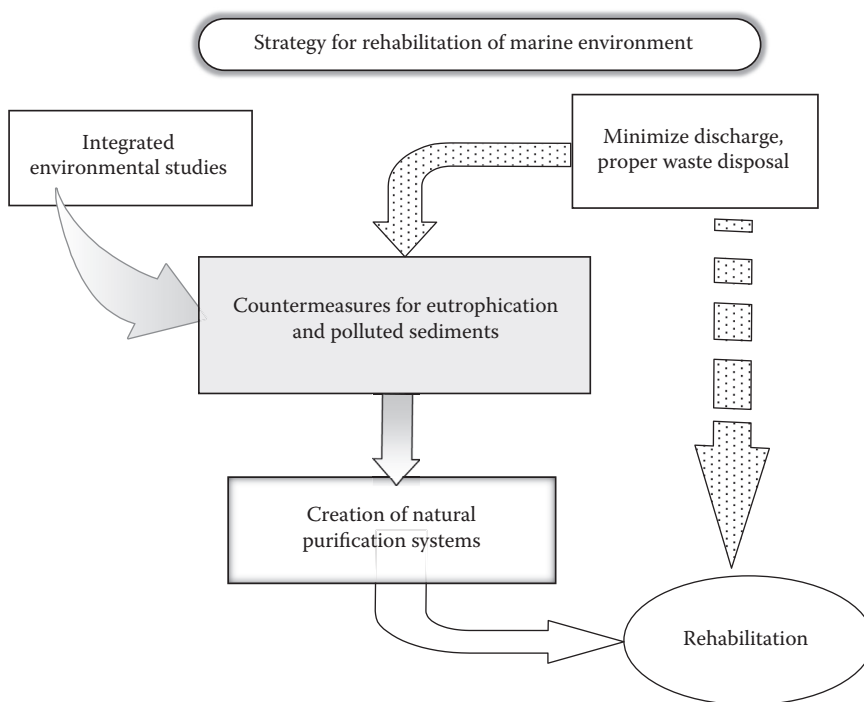 Strategy for rehabilitation of marine environment
Integrated
environmental studies
Minimize discharge,
proper waste disposal
Countermeasures for eutrophication
and polluted sediments
Creation of natural
purification systems
Rehabilitation